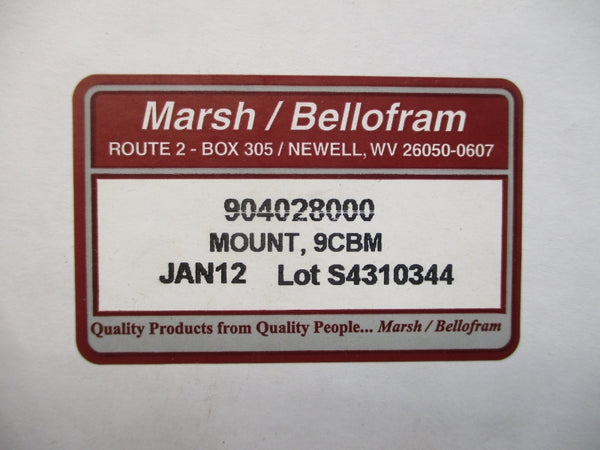 Marsh / Bellofram
ROUTE 2 - BOX 305 / NEWELL, WV 26050-0607
904028000
MOUNT, 9CBM
JAN12 Lot S4310344
Quality Products from Quality People... Marsh / Bellofram